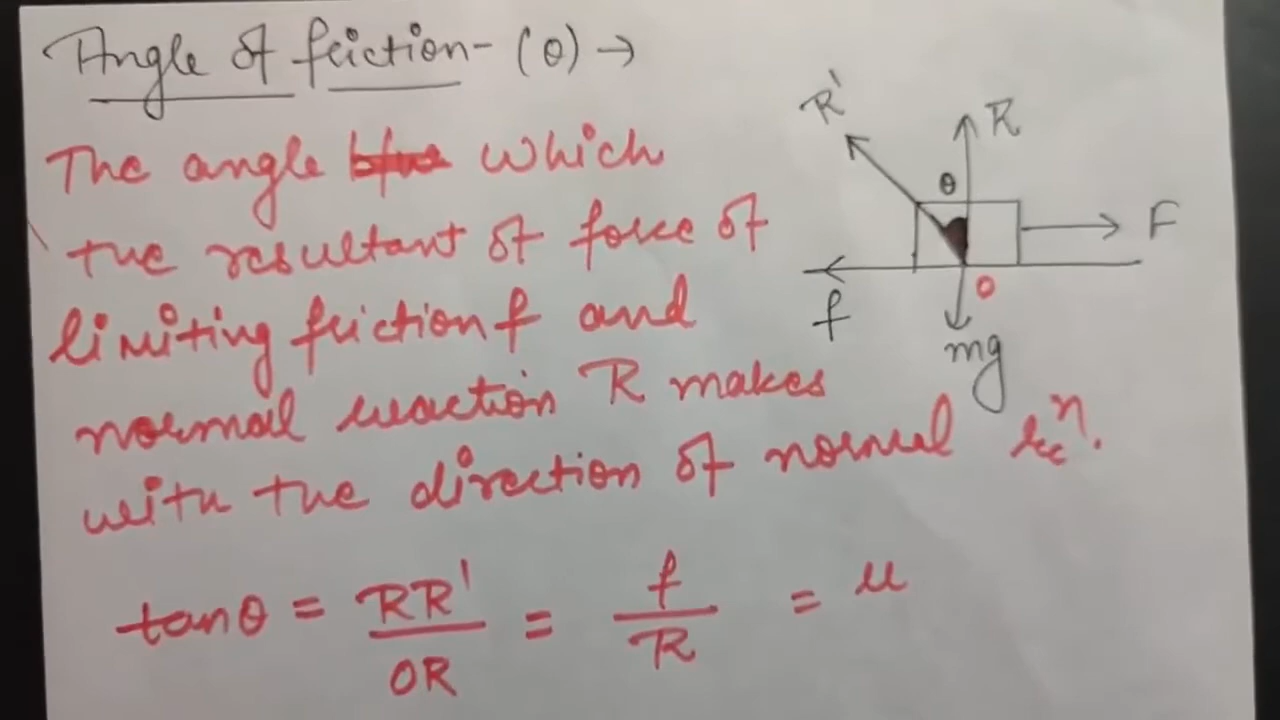 Angle of friction - (θ) →
The angle which
the resultant of force of
limiting friction f and
normal reaction R makes
with the direction of normal rcⁿ.
R'
R
θ
F
f
O
mg
tanθ = RR'/OR = f/R = μ